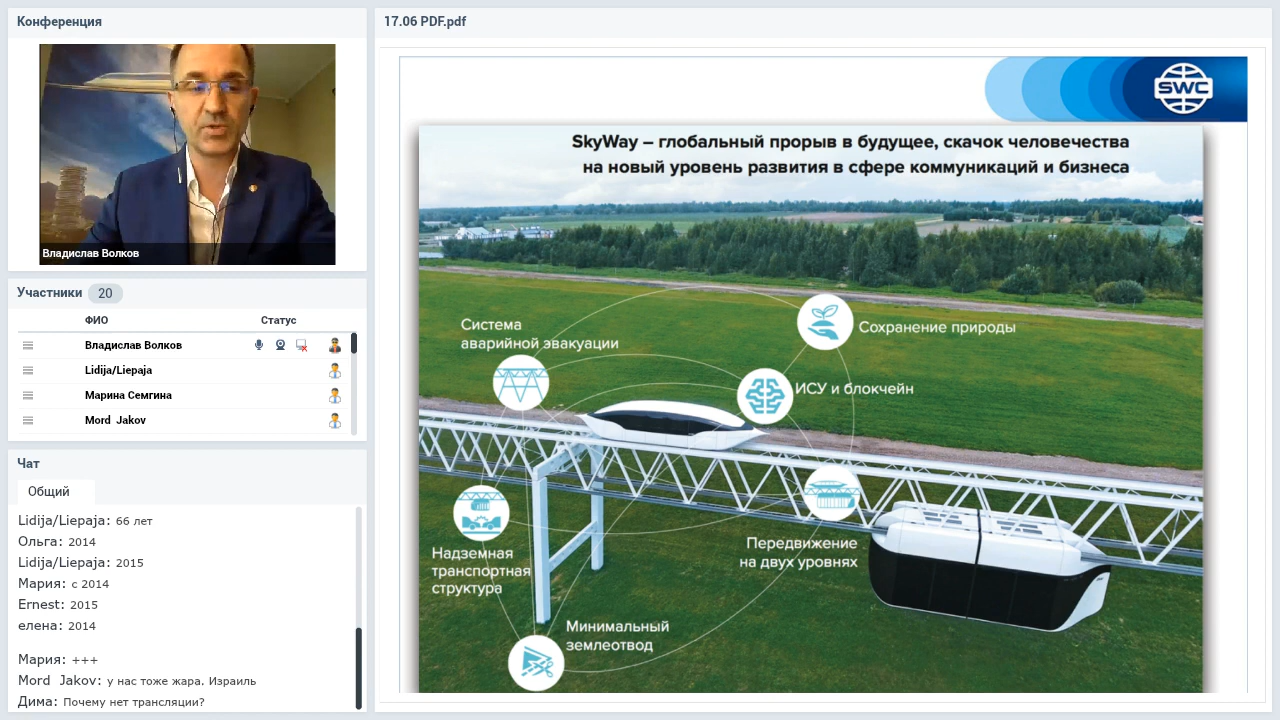 Конференция
Владислав Волков
Участники 20
ФИО Статус
Владислав Волков
Lidija/Liepaja
Марина Семгина
Mord Jakov
Чат
Общий
Lidija/Liepaja: 66 лет
Ольга: 2014
Lidija/Liepaja: 2015
Мария: с 2014
Ernest: 2015
елена: 2014
Мария: +++
Mord Jakov: у нас тоже жара. Израиль
Дима: Почему нет трансляции?
17.06 PDF.pdf
SWC
SkyWay – глобальный прорыв в будущее, скачок человечества
на новый уровень развития в сфере коммуникаций и бизнеса
Система
аварийной эвакуации
Сохранение природы
ИСУ и блокчейн
Надземная
транспортная
структура
Передвижение
на двух уровнях
Минимальный
землеотвод